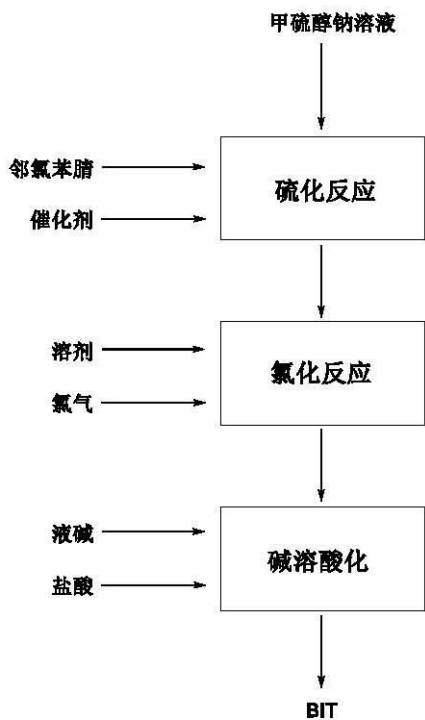 甲硫醇钠溶液
邻氯苯腈
硫化反应
催化剂
溶剂
氯化反应
氯气
液碱
碱溶酸化
盐酸
BIT